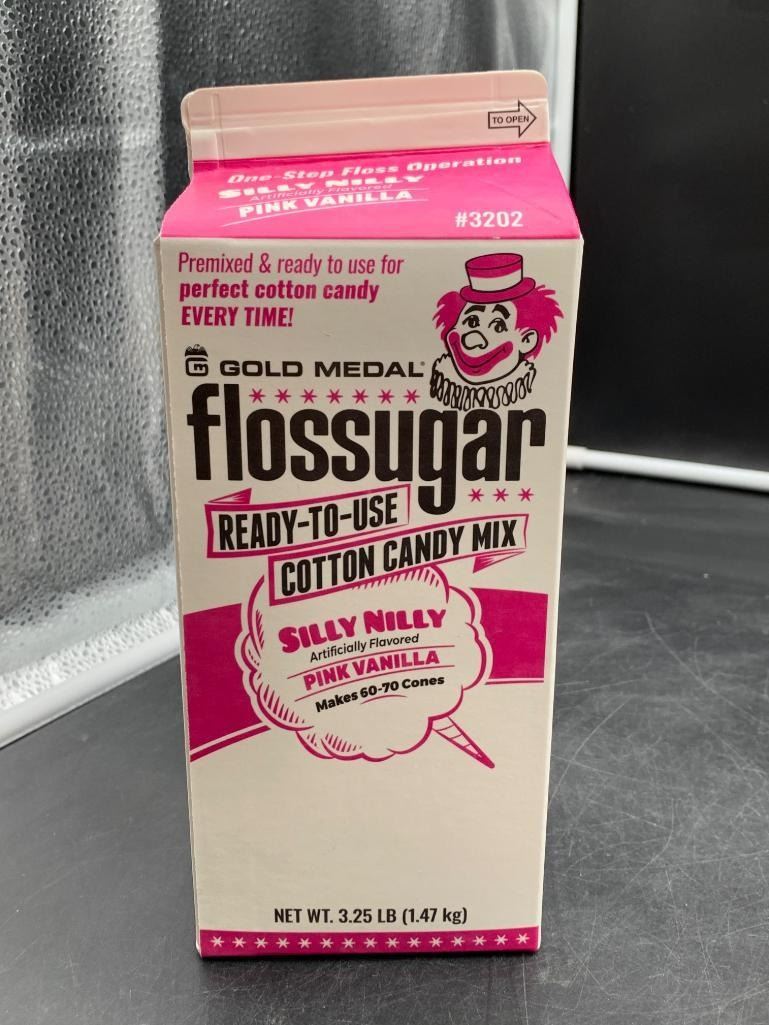 TO OPEN
One-Step Floss Operation
SILLY NILLY
Artificially Flavored
PINK VANILLA
#3202
Premixed & ready to use for
perfect cotton candy
EVERY TIME!
GOLD MEDAL®
flossugar
READY-TO-USE
COTTON CANDY MIX
SILLY NILLY
Artificially Flavored
PINK VANILLA
Makes 60-70 Cones
NET WT. 3.25 LB (1.47 kg)